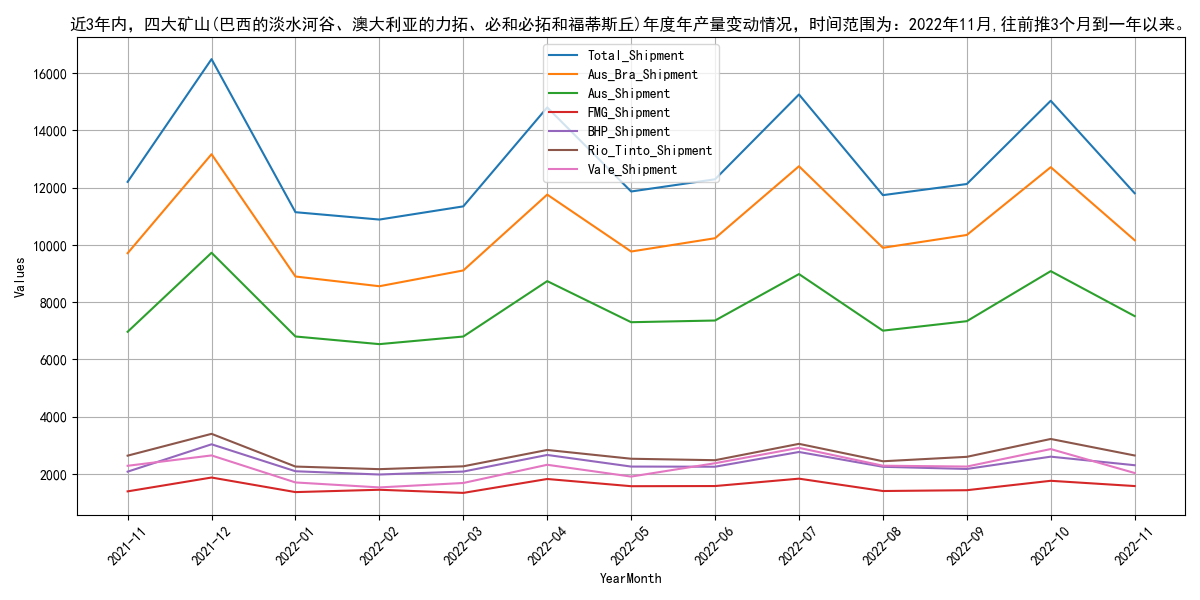 近3年内，四大矿山(巴西的淡水河谷、澳大利亚的力拓、必和必拓和福蒂斯丘)年度年产量变动情况，时间范围为：2022年11月,往前推3个月到一年以来。
Total_Shipment
Aus_Bra_Shipment
Aus_Shipment
FMG_Shipment
BHP_Shipment
Rio_Tinto_Shipment
Vale_Shipment
Values
16000
14000
12000
10000
8000
6000
4000
2000
2021-11 2021-12 2022-01 2022-02 2022-03 2022-04 2022-05 2022-06 2022-07 2022-08 2022-09 2022-10 2022-11
YearMonth